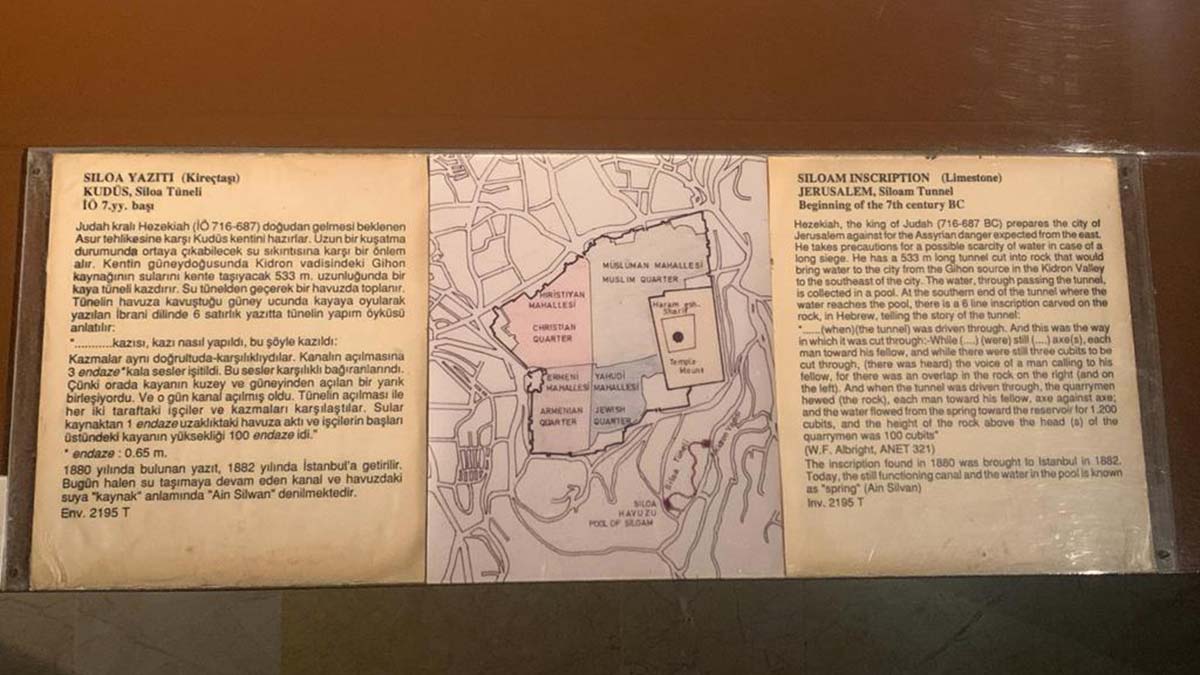 SILOA YAZITI (Kireçtaşı)
KUDÜS, Siloa Tüneli
İÖ 7.yy. başı
Judah kralı Hezekiah (İÖ 716-687) doğudan gelmesi beklenen
Asur tehlikesine karşı Kudüs kentini hazırlar. Uzun bir kuşatma
durumunda ortaya çıkabilecek su sıkıntısına karşı bir önlem
alır. Kentin güneydoğusunda Kidron vadisindeki Gihon
kaynağının sularını kente taşıyacak 533 m. uzunluğunda bir
kaya tüneli kazdırır. Su tünelden geçerek bir havuzda toplanır.
Tünelin havuza kavuştuğu güney ucunda kayaya oyularak
yazılan İbrani dilinde 6 satırlık yazıtta tünelin yapım öyküsü
anlatılır:
"...........kazısı, kazı nasıl yapıldı, bu şöyle kazıldı:
Kazmalar aynı doğrultuda-karşılıklıydılar. Kanalın açılmasına
3 endaze* kala sesler işitildi. Bu sesler karşılıklı bağıranlarındı.
Çünki orada kayanın kuzey ve güneyinden açılan bir yarık
birleşiyordu. Ve o gün kanal açılmış oldu. Tünelin açılması ile
her iki taraftaki işçiler ve kazmaları karşılaştılar. Sular
kaynaktan 1 endaze uzaklıktaki havuza aktı ve işçilerin başları
üstündeki kayanın yüksekliği 100 endaze idi."
* endaze : 0.65 m.
1880 yılında bulunan yazıt, 1882 yılında İstanbul'a getirilir.
Bugün halen su taşımaya devam eden kanal ve havuzdaki
suya "kaynak" anlamında "Ain Silwan" denilmektedir.
Env. 2195 T
MÜSLÜMAN MAHALLESİ
MUSLIM QUARTER
HIRİSTİYAN
MAHALLESİ
CHRISTIAN
QUARTER
Haram esh.
Sharif
Temple
Mount
ERMENİ
MAHALLESİ
YAHUDİ
MAHALLESİ
ARMENIAN
QUARTER
JEWISH
QUARTER
Siloa Tüneli
Siloam Tunnel
SILOA
HAVUZU
POOL OF SILOAM
SILOAM INSCRIPTION (Limestone)
JERUSALEM, Siloam Tunnel
Beginning of the 7th century BC
Hezekiah, the king of Judah (716-687 BC) prepares the city of
Jerusalem against for the Assyrian danger expected from the east.
He takes precautions for a possible scarcity of water in case of a
long siege. He has a 533 m long tunnel cut into rock that would
bring water to the city from the Gihon source in the Kidron Valley
to the southeast of the city. The water, through passing the tunnel,
is collected in a pool. At the southern end of the tunnel where the
water reaches the pool, there is a 6 line inscription carved on the
rock, in Hebrew, telling the story of the tunnel:
"......(when)(the tunnel) was driven through. And this was the way
in which it was cut through:-While (....) (were) still (....) axe(s), each
man toward his fellow, and while there were still three cubits to be
cut through, (there was heard) the voice of a man calling to his
fellow, for there was an overlap in the rock on the right (and on
the left). And when the tunnel was driven through, the quarrymen
hewed (the rock), each man toward his fellow, axe against axe;
and the water flowed from the spring toward the reservoir for 1,200
cubits, and the height of the rock above the head (s) of the
quarrymen was 100 cubits"
(W.F. Albright, ANET 321)
The inscription found in 1880 was brought to Istanbul in 1882.
Today, the still functioning canal and the water in the pool is known
as "spring" (Ain Silvan)
Inv. 2195 T